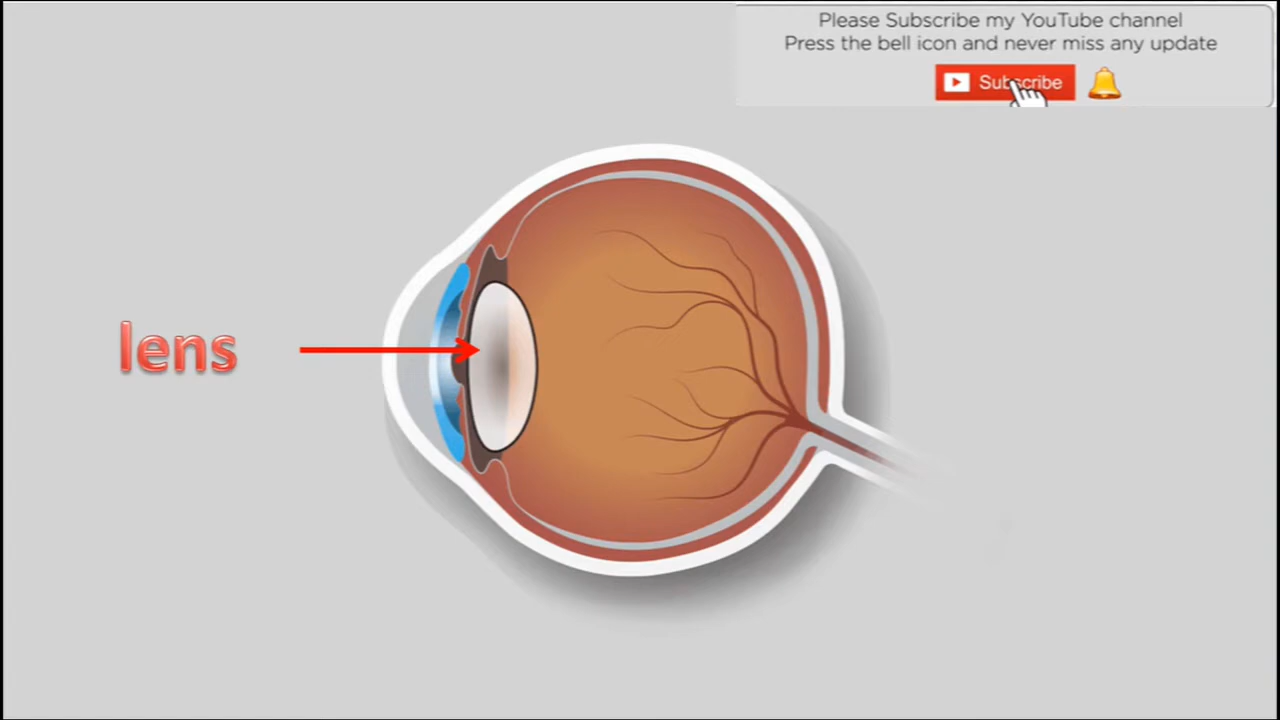 Please Subscribe my YouTube channel
Press the bell icon and never miss any update
Subscribe
lens